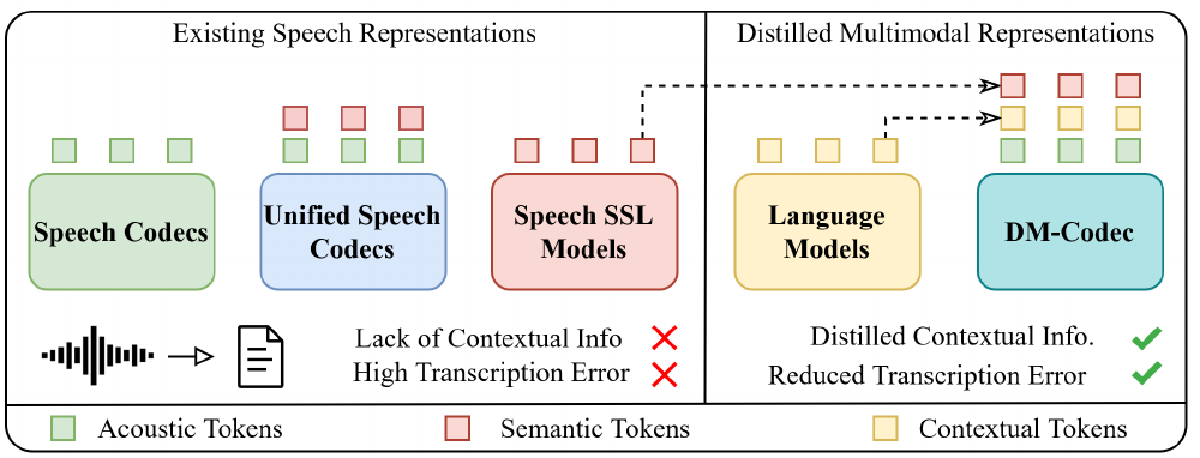 Existing Speech Representations
Distilled Multimodal Representations
Speech Codecs
Unified Speech
Codecs
Speech SSL
Models
Language
Models
DM-Codec
Lack of Contextual Info
High Transcription Error
Distilled Contextual Info.
Reduced Transcription Error
Acoustic Tokens
Semantic Tokens
Contextual Tokens